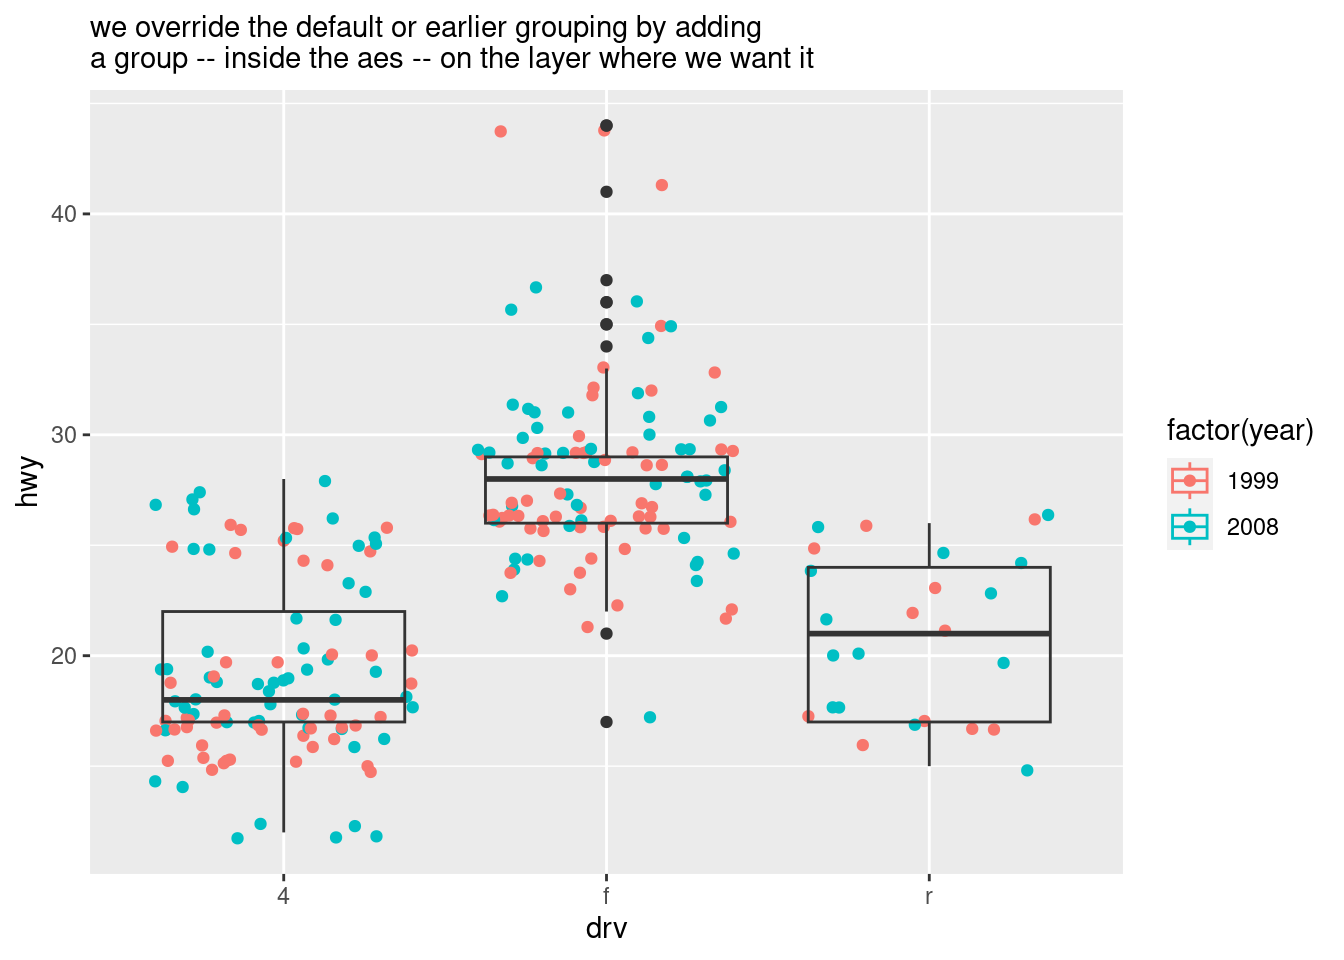 we override the default or earlier grouping by adding
a group -- inside the aes -- on the layer where we want it
40
30
20
hwy
4
f
r
drv
factor(year)
1999
2008